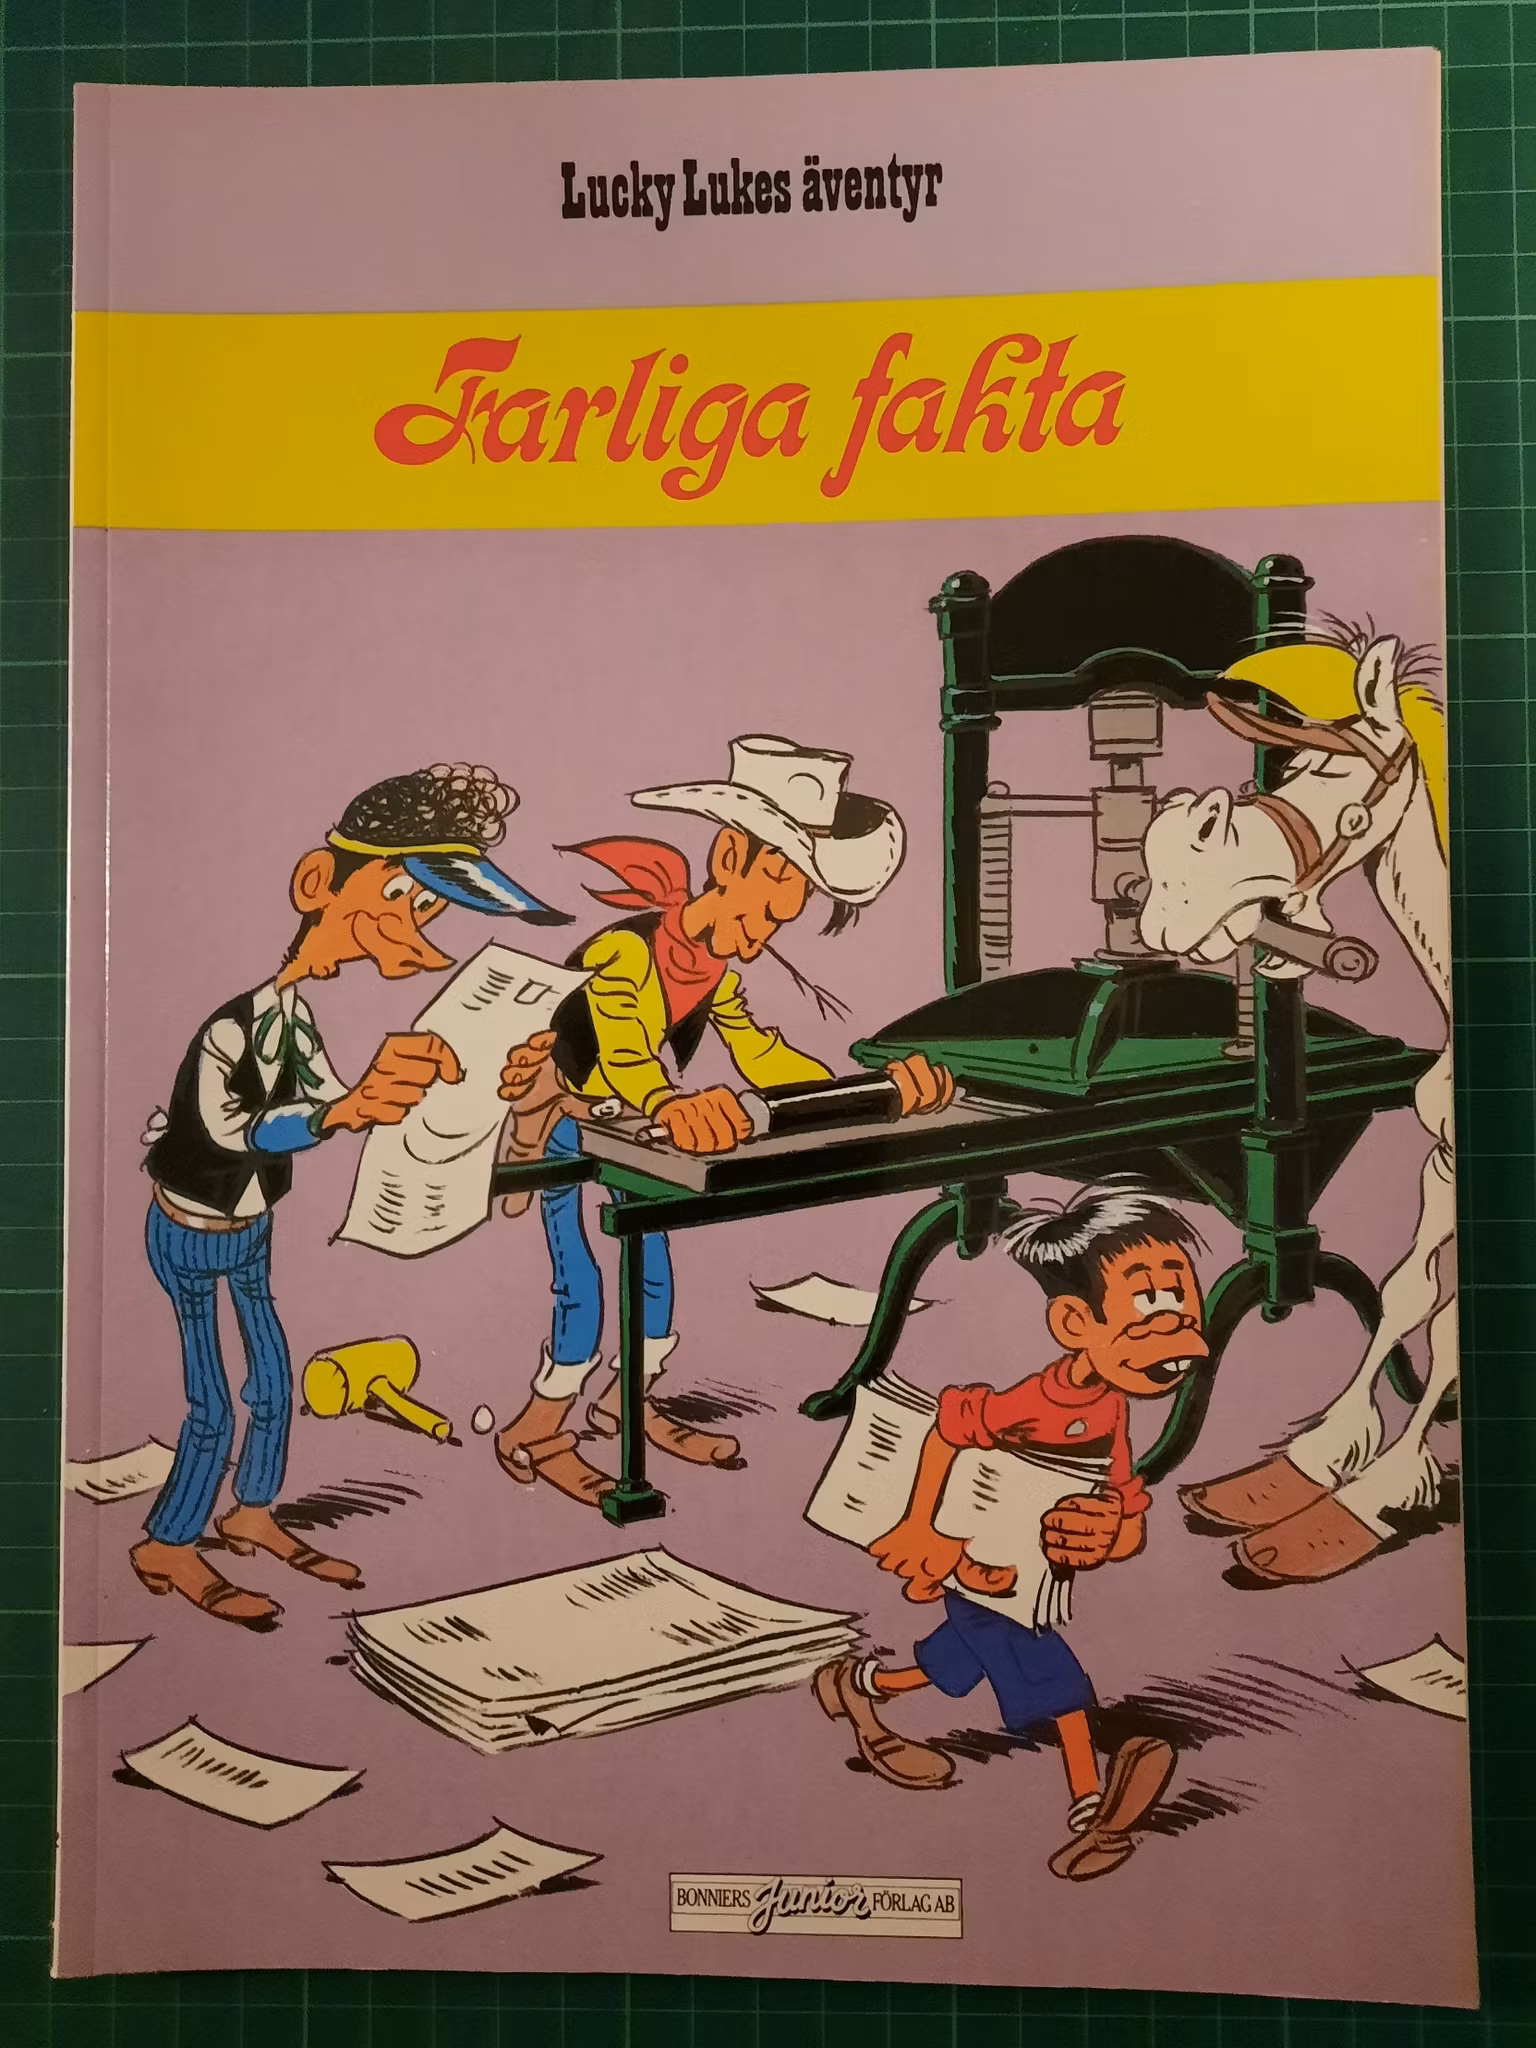 Lucky Lukes äventyr
Farliga fakta
BONNIERS Junior FÖRLAG AB